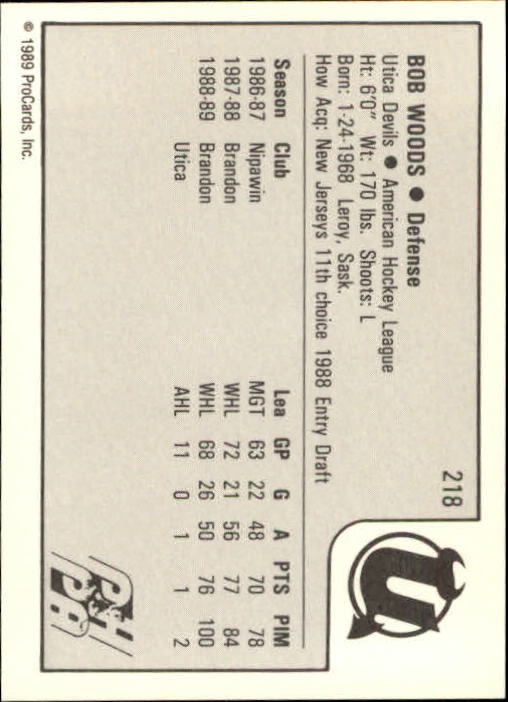 218
BOB WOODS ● Defense
Utica Devils ● American Hockey League
Ht: 6'0" Wt: 170 lbs. Shoots: L
Born: 1-24-1968 Leroy, Sask.
How Acq: New Jerseys 11th choice 1988 Entry Draft
Season Club Lea GP G A PTS PIM
1986-87 Nipawin MGT 63 22 48 70 78
1987-88 Brandon WHL 72 21 56 77 84
1988-89 Brandon WHL 68 26 50 76 100
Utica AHL 11 0 1 1 2
© 1989 ProCards, Inc.
U